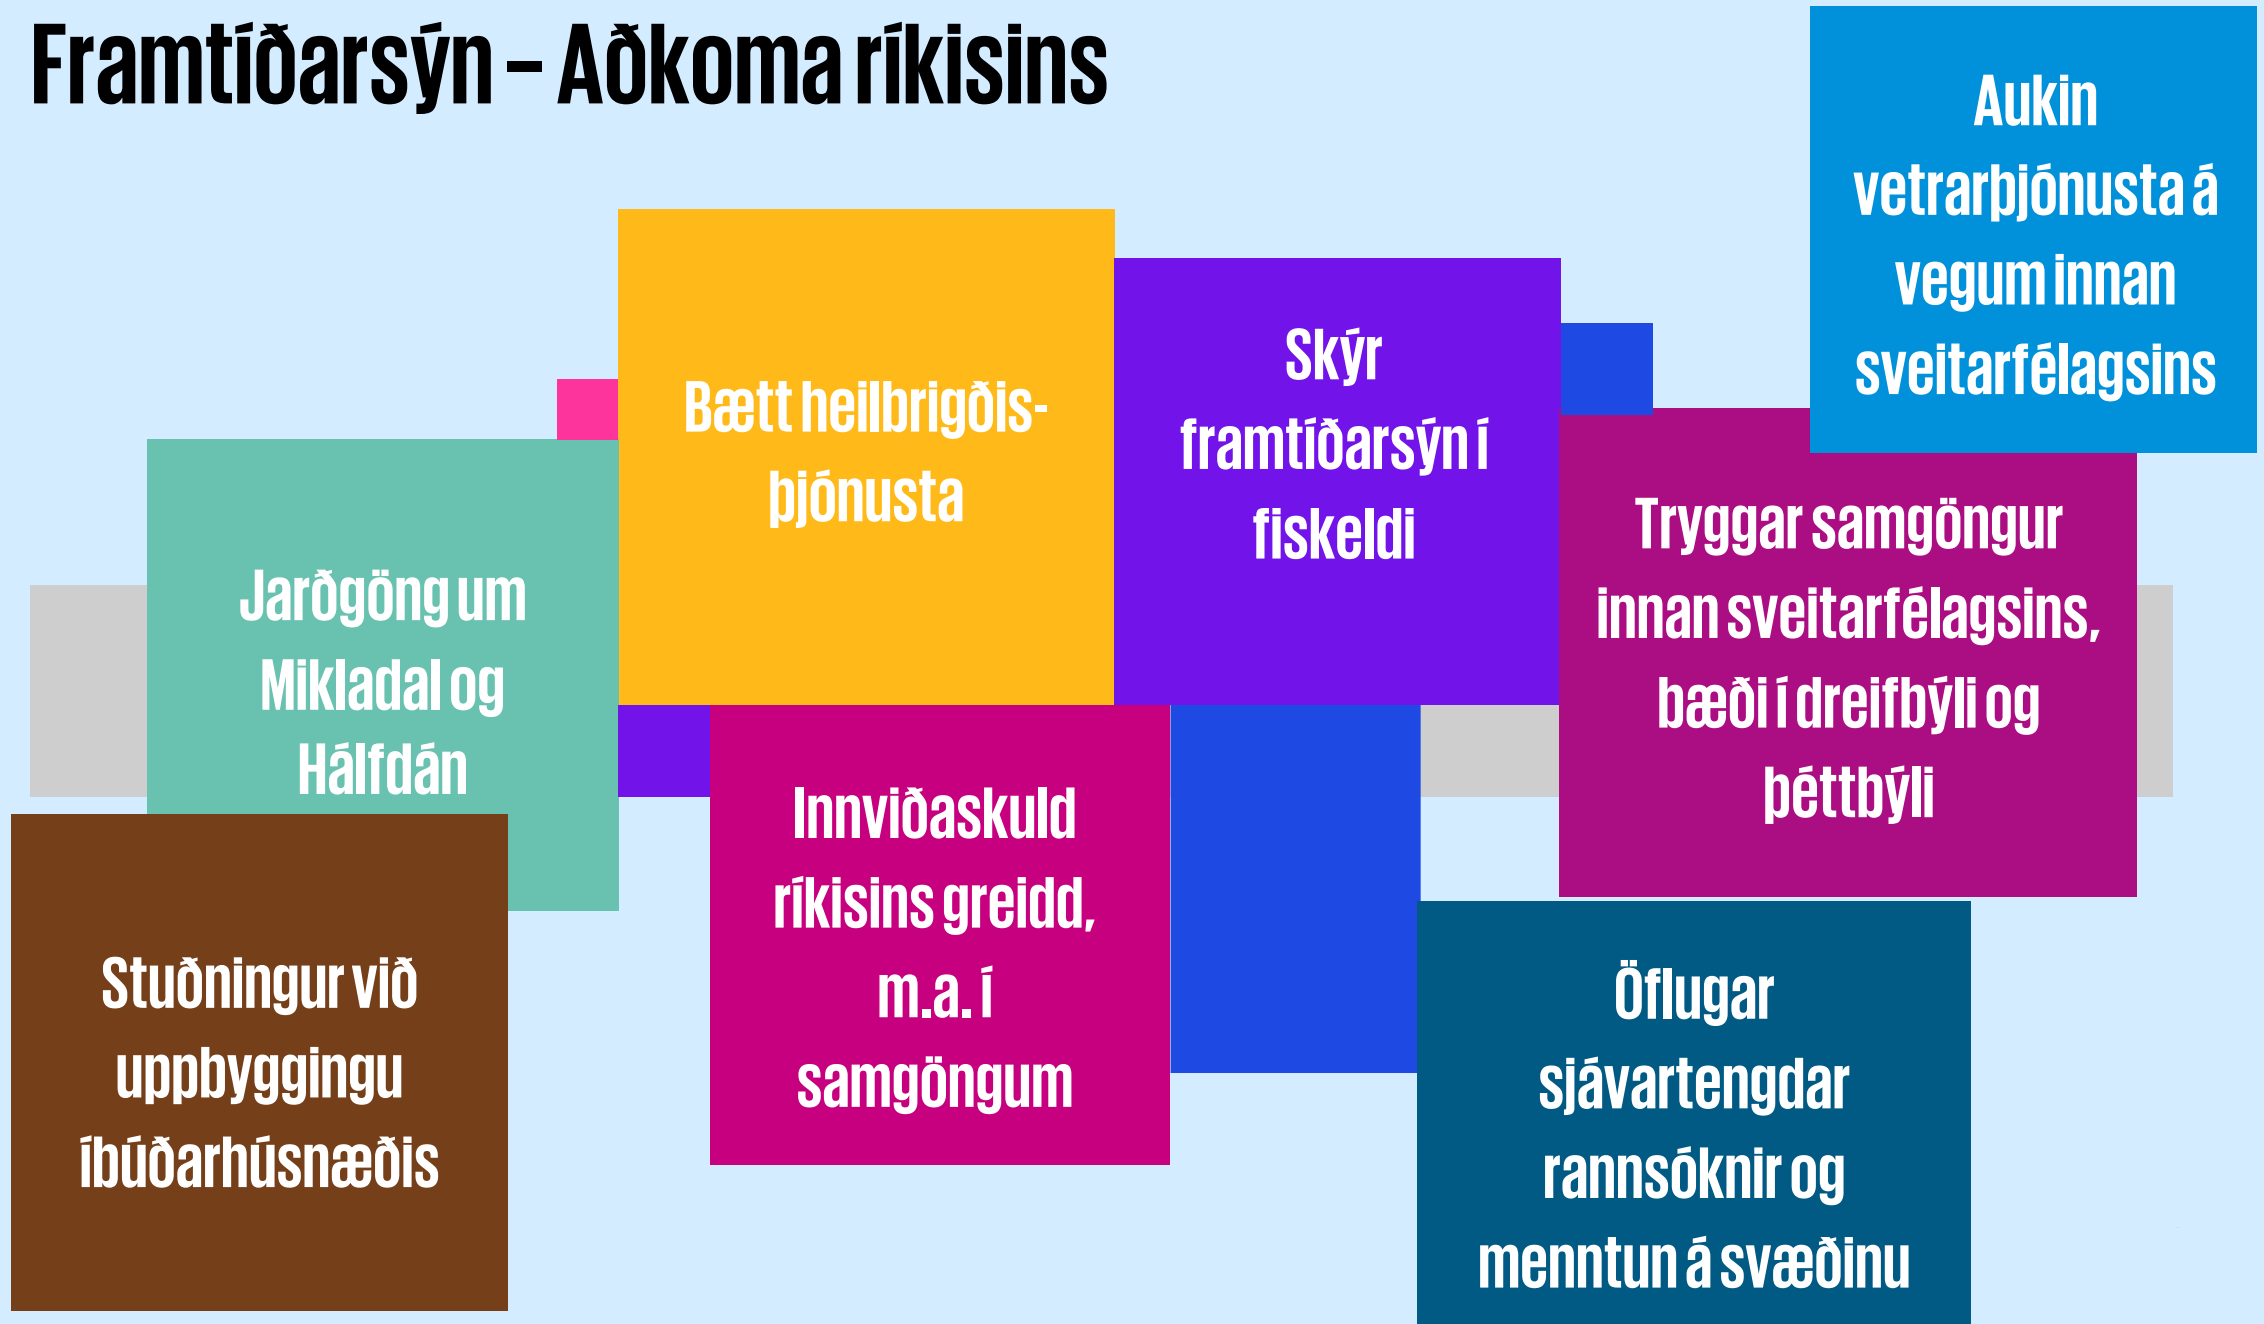 Framtíðarsýn – Aðkoma ríkisins
Aukin
vetrarþjónusta á
vegum innan
sveitarfélagsins
Bætt heilbrigðis-
þjónusta
Skýr
framtíðarsýn í
fiskeldi
Tryggar samgöngur
innan sveitarfélagsins,
bæði í dreifbýli og
þéttbýli
Jarðgöng um
Mikladal og
Hálfdán
Innviðaskuld
ríkisins greidd,
m.a. í
samgöngum
Stuðningur við
uppbyggingu
íbúðarhúsnæðis
Öflugar
sjávartengdar
rannsóknir og
menntun á svæðinu